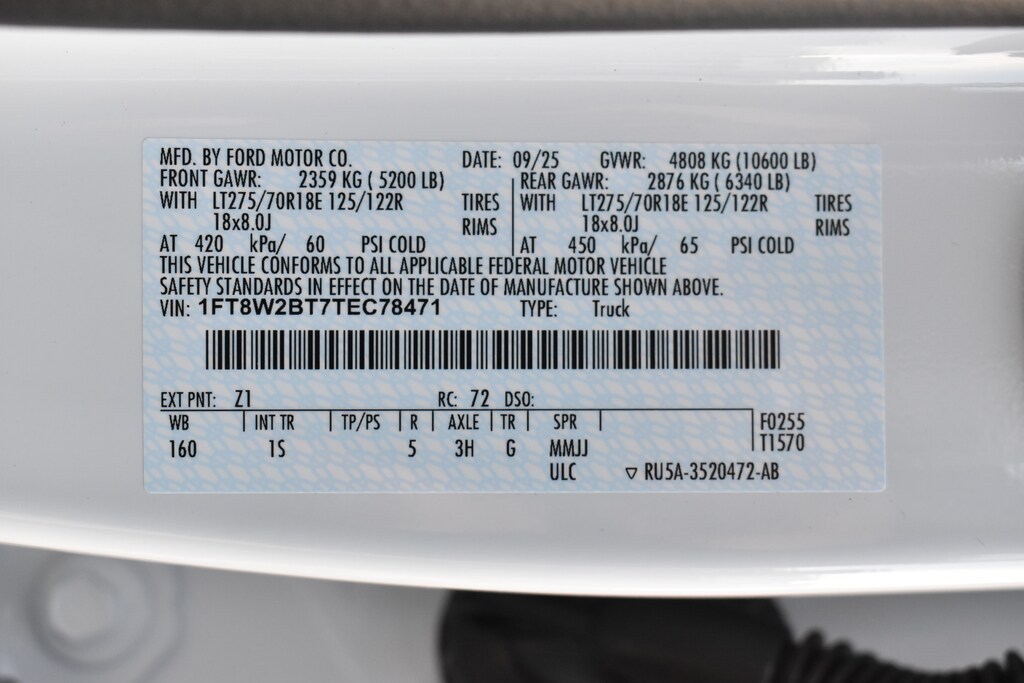 MFD. BY FORD MOTOR CO. DATE: 09/25 GVWR: 4808 KG (10600 LB)
FRONT GAWR: 2359 KG ( 5200 LB) REAR GAWR: 2876 KG ( 6340 LB)
WITH LT275/70R18E 125/122R TIRES WITH LT275/70R18E 125/122R TIRES
18x8.0J RIMS 18x8.0J RIMS
AT 420 kPa/ 60 PSI COLD AT 450 kPa/ 65 PSI COLD
THIS VEHICLE CONFORMS TO ALL APPLICABLE FEDERAL MOTOR VEHICLE
SAFETY STANDARDS IN EFFECT ON THE DATE OF MANUFACTURE SHOWN ABOVE.
VIN: 1FT8W2BT7TEC78471 TYPE: Truck
EXT PNT: Z1 RC: 72 DSO:
WB INT TR TP/PS R AXLE TR SPR F0255
160 1S 5 3H G MMJJ T1570
ULC ▽ RU5A-3520472-AB